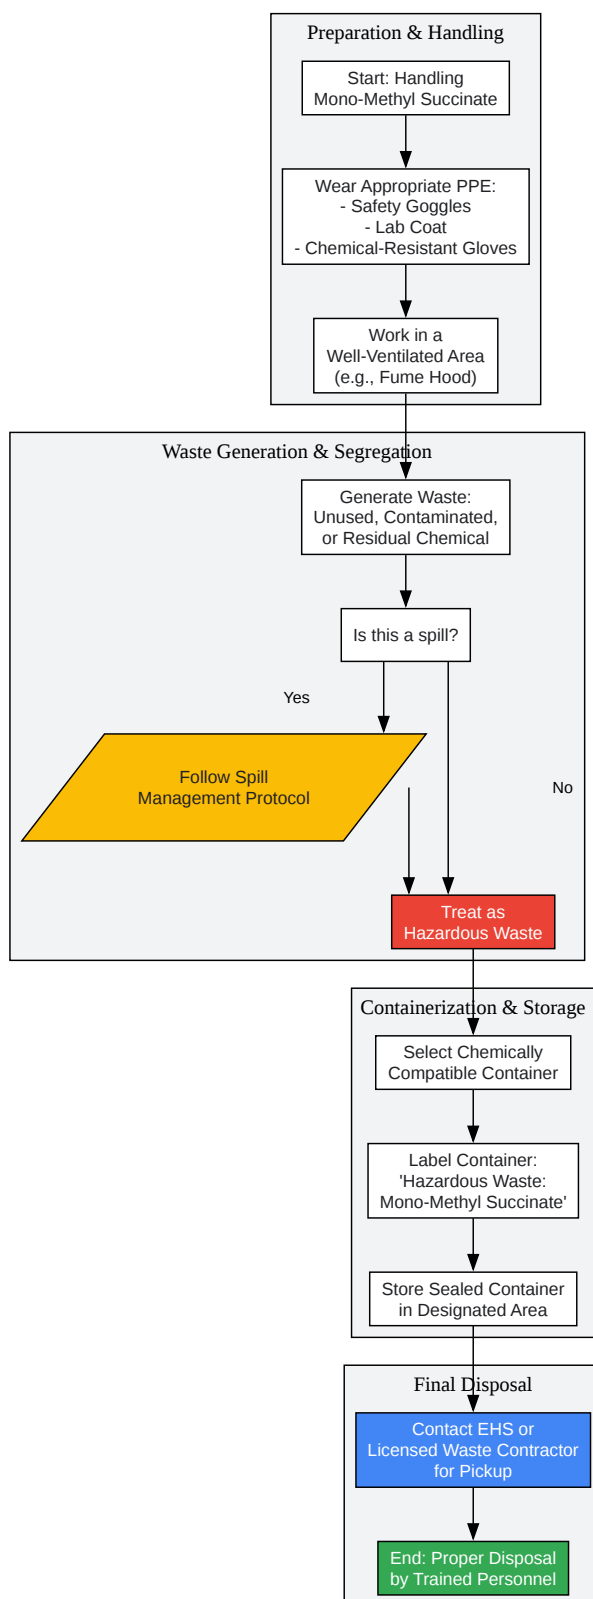 Preparation & Handling
Start: Handling
Mono-Methyl Succinate
Wear Appropriate PPE:
- Safety Goggles
- Lab Coat
- Chemical-Resistant Gloves
Work in a
Well-Ventilated Area
(e.g., Fume Hood)
Waste Generation & Segregation
Generate Waste:
Unused, Contaminated,
or Residual Chemical
Is this a spill?
Yes
Follow Spill
Management Protocol
No
Treat as
Hazardous Waste
Containerization & Storage
Select Chemically
Compatible Container
Label Container:
'Hazardous Waste:
Mono-Methyl Succinate'
Store Sealed Container
in Designated Area
Final Disposal
Contact EHS or
Licensed Waste Contractor
for Pickup
End: Proper Disposal
by Trained Personnel